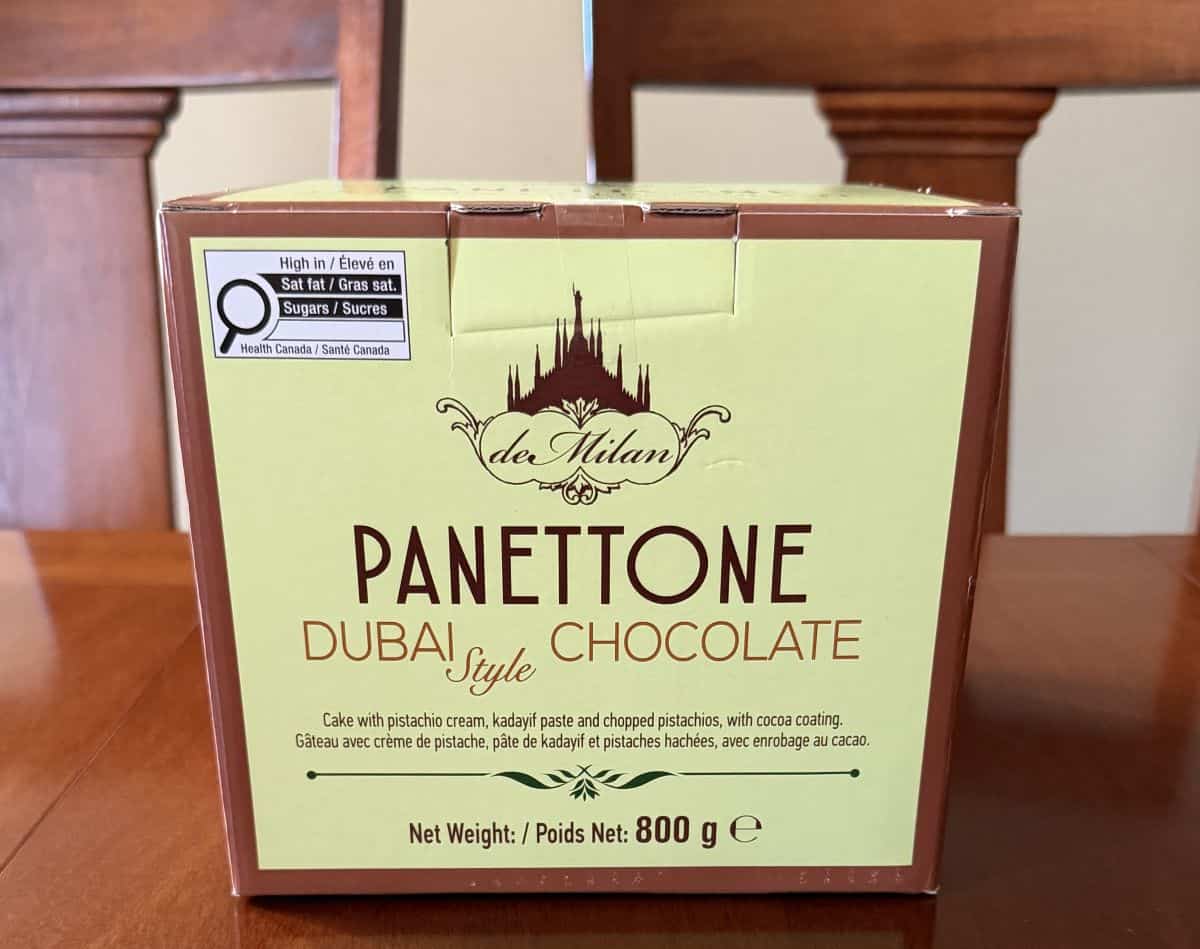 High in / Élevé en
Sat fat / Gras sat.
Sugars / Sucres
Health Canada / Santé Canada
de Milan
PANETTONE
DUBAI Style CHOCOLATE
Cake with pistachio cream, kadayif paste and chopped pistachios, with cocoa coating.
Gâteau avec crème de pistache, pâte de kadayif et pistaches hachées, avec enrobage au cacao.
Net Weight: / Poids Net: 800 g ℮